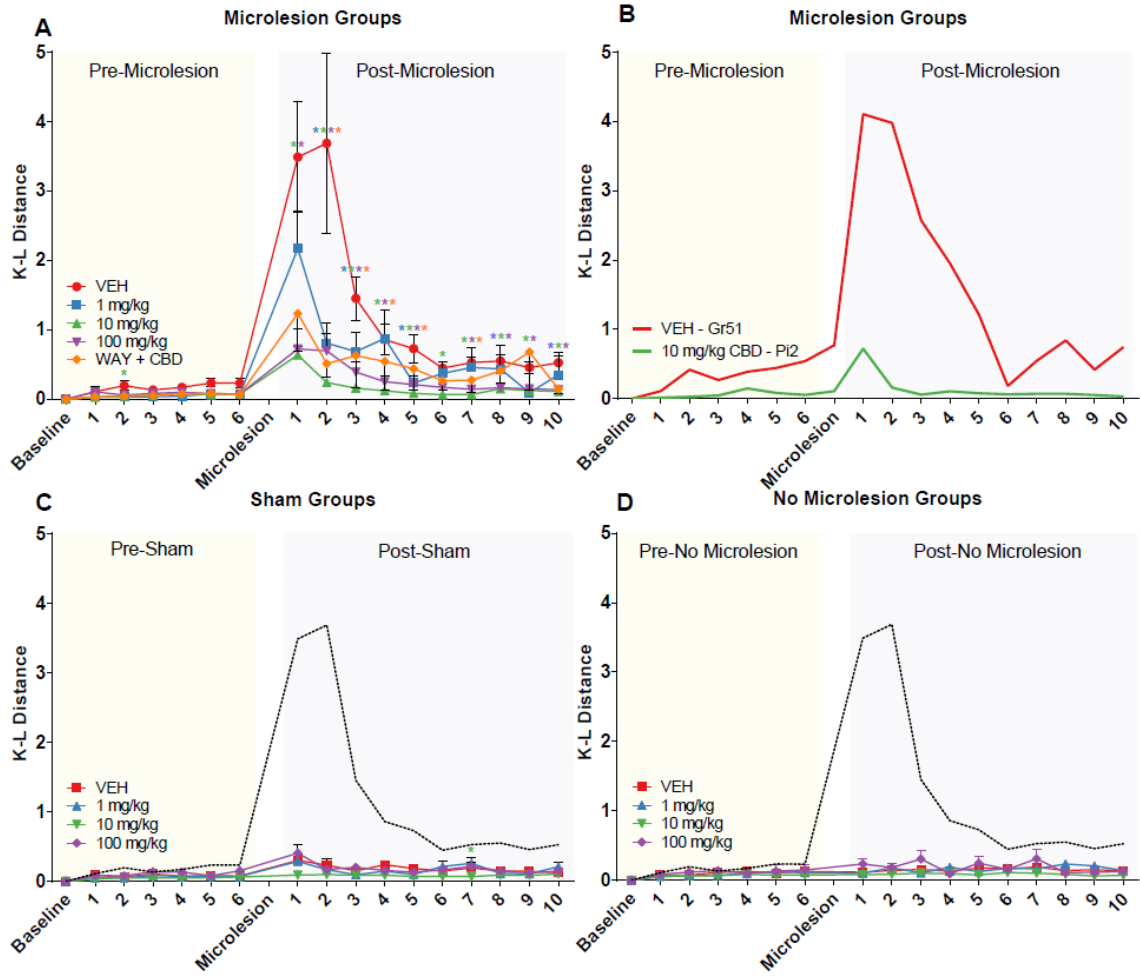 A
Microlesion Groups
Pre-Microlesion
Post-Microlesion
K-L Distance
5
4
3
2
1
0
VEH
1 mg/kg
10 mg/kg
100 mg/kg
WAY + CBD
*
**
****
****
***
****
*
***
***
**
***
Baseline 1 2 3 4 5 6 Microlesion 1 2 3 4 5 6 7 8 9 10
B
Microlesion Groups
Pre-Microlesion
Post-Microlesion
K-L Distance
5
4
3
2
1
0
VEH - Gr51
10 mg/kg CBD - Pi2
Baseline 1 2 3 4 5 6 Microlesion 1 2 3 4 5 6 7 8 9 10
C
Sham Groups
Pre-Sham
Post-Sham
K-L Distance
5
4
3
2
1
0
VEH
1 mg/kg
10 mg/kg
100 mg/kg
*
Baseline 1 2 3 4 5 6 Microlesion 1 2 3 4 5 6 7 8 9 10
D
No Microlesion Groups
Pre-No Microlesion
Post-No Microlesion
K-L Distance
5
4
3
2
1
0
VEH
1 mg/kg
10 mg/kg
100 mg/kg
Baseline 1 2 3 4 5 6 Microlesion 1 2 3 4 5 6 7 8 9 10